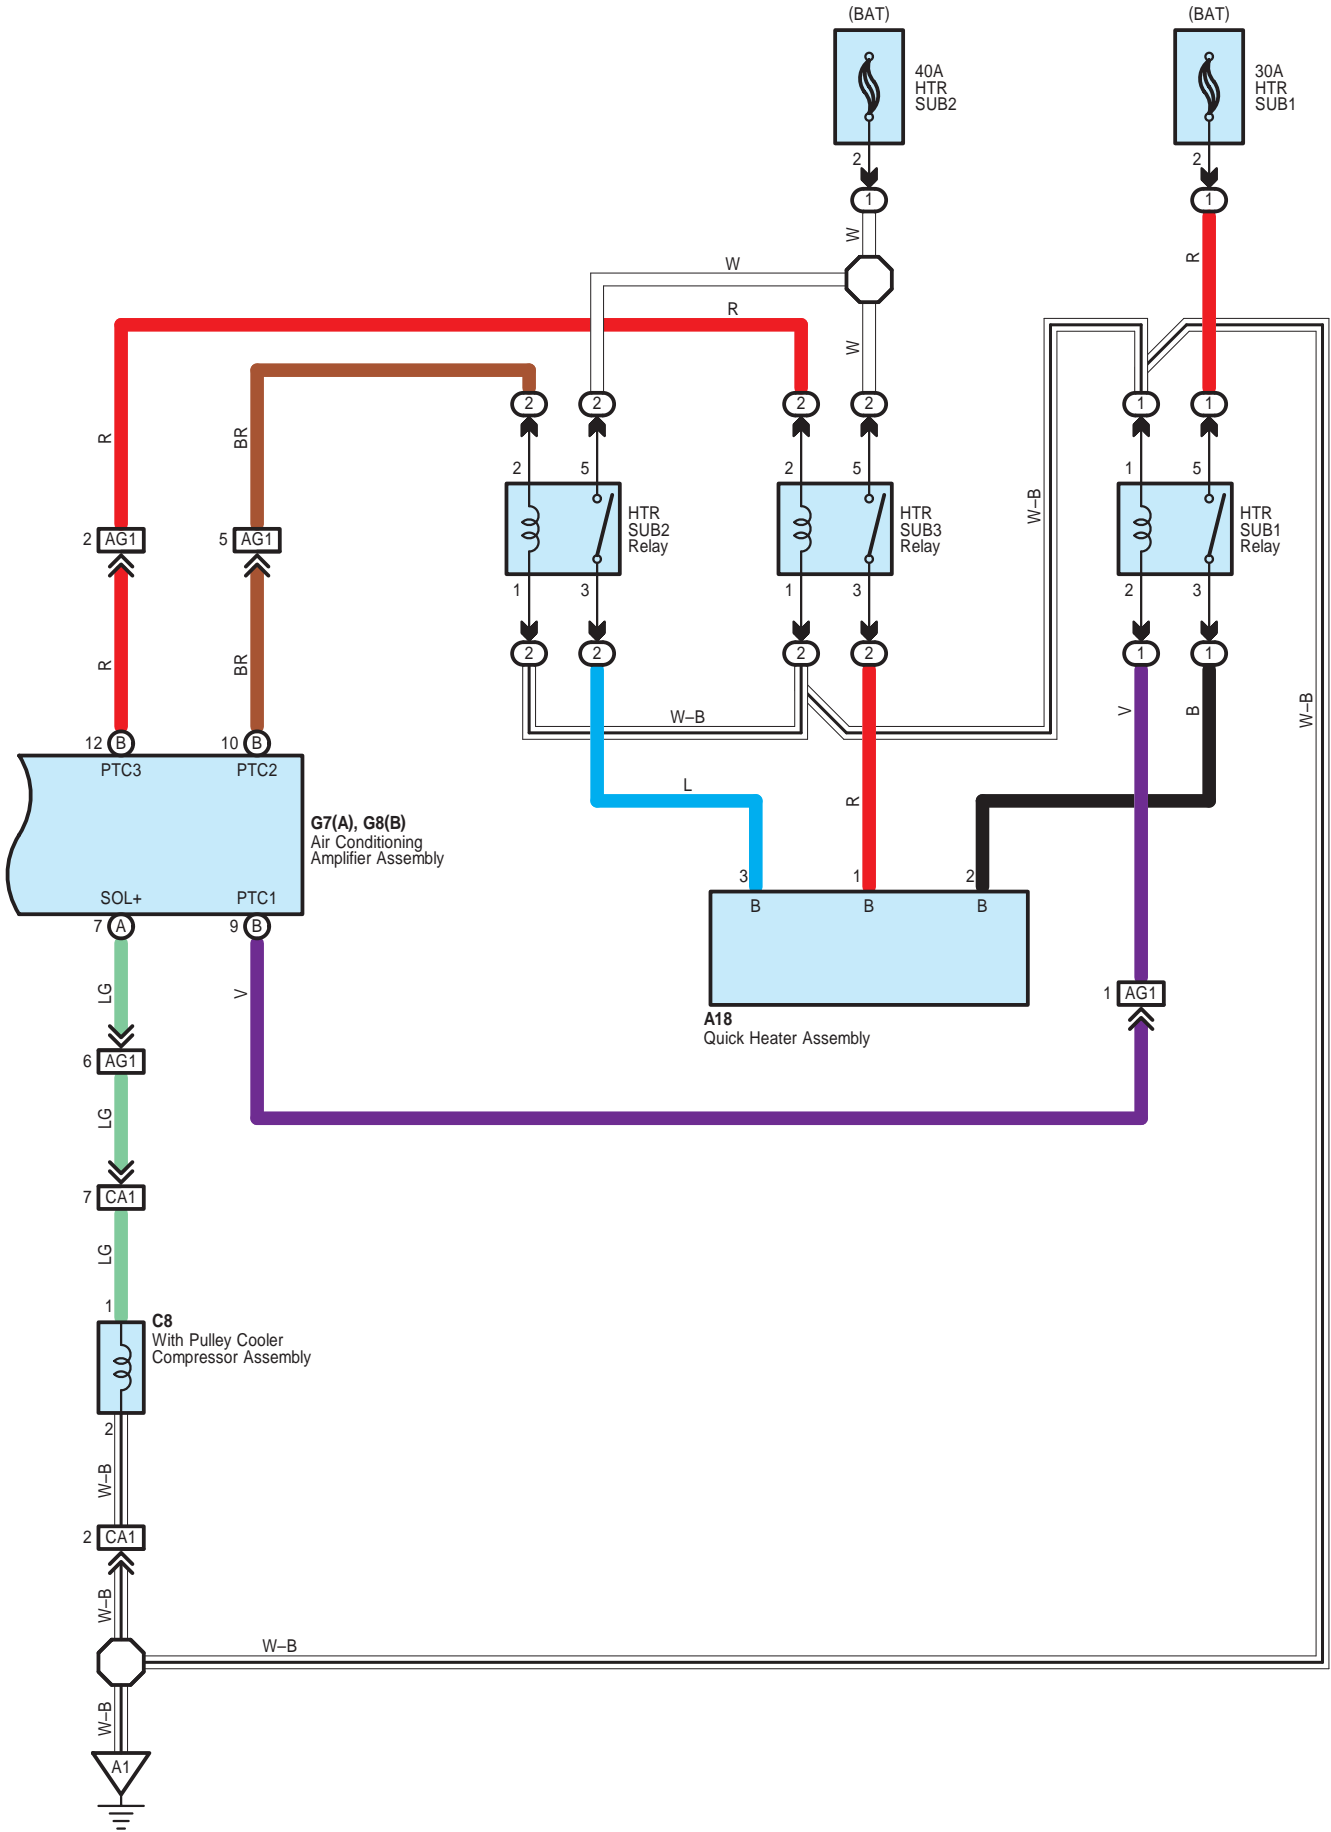 (BAT)
(BAT)
40A
HTR
SUB2
30A
HTR
SUB1
2
2
1
1
W
R
W
R
W
2
2
2
2
1
1
R
BR
2
5
2
5
1
5
2 AG1
5 AG1
HTR
SUB2
Relay
HTR
SUB3
Relay
W–B
HTR
SUB1
Relay
1
3
1
3
2
3
2
2
2
2
1
1
R
BR
W–B
V
B
W–B
12 B
10 B
PTC3
PTC2
L
R
G7(A), G8(B)
Air Conditioning
Amplifier Assembly
3
1
2
SOL+
PTC1
B
B
B
7 A
9 B
LG
V
1 AG1
A18
Quick Heater Assembly
6 AG1
LG
7 CA1
LG
1
C8
With Pulley Cooler
Compressor Assembly
2
W–B
2 CA1
W–B
W–B
W–B
A1